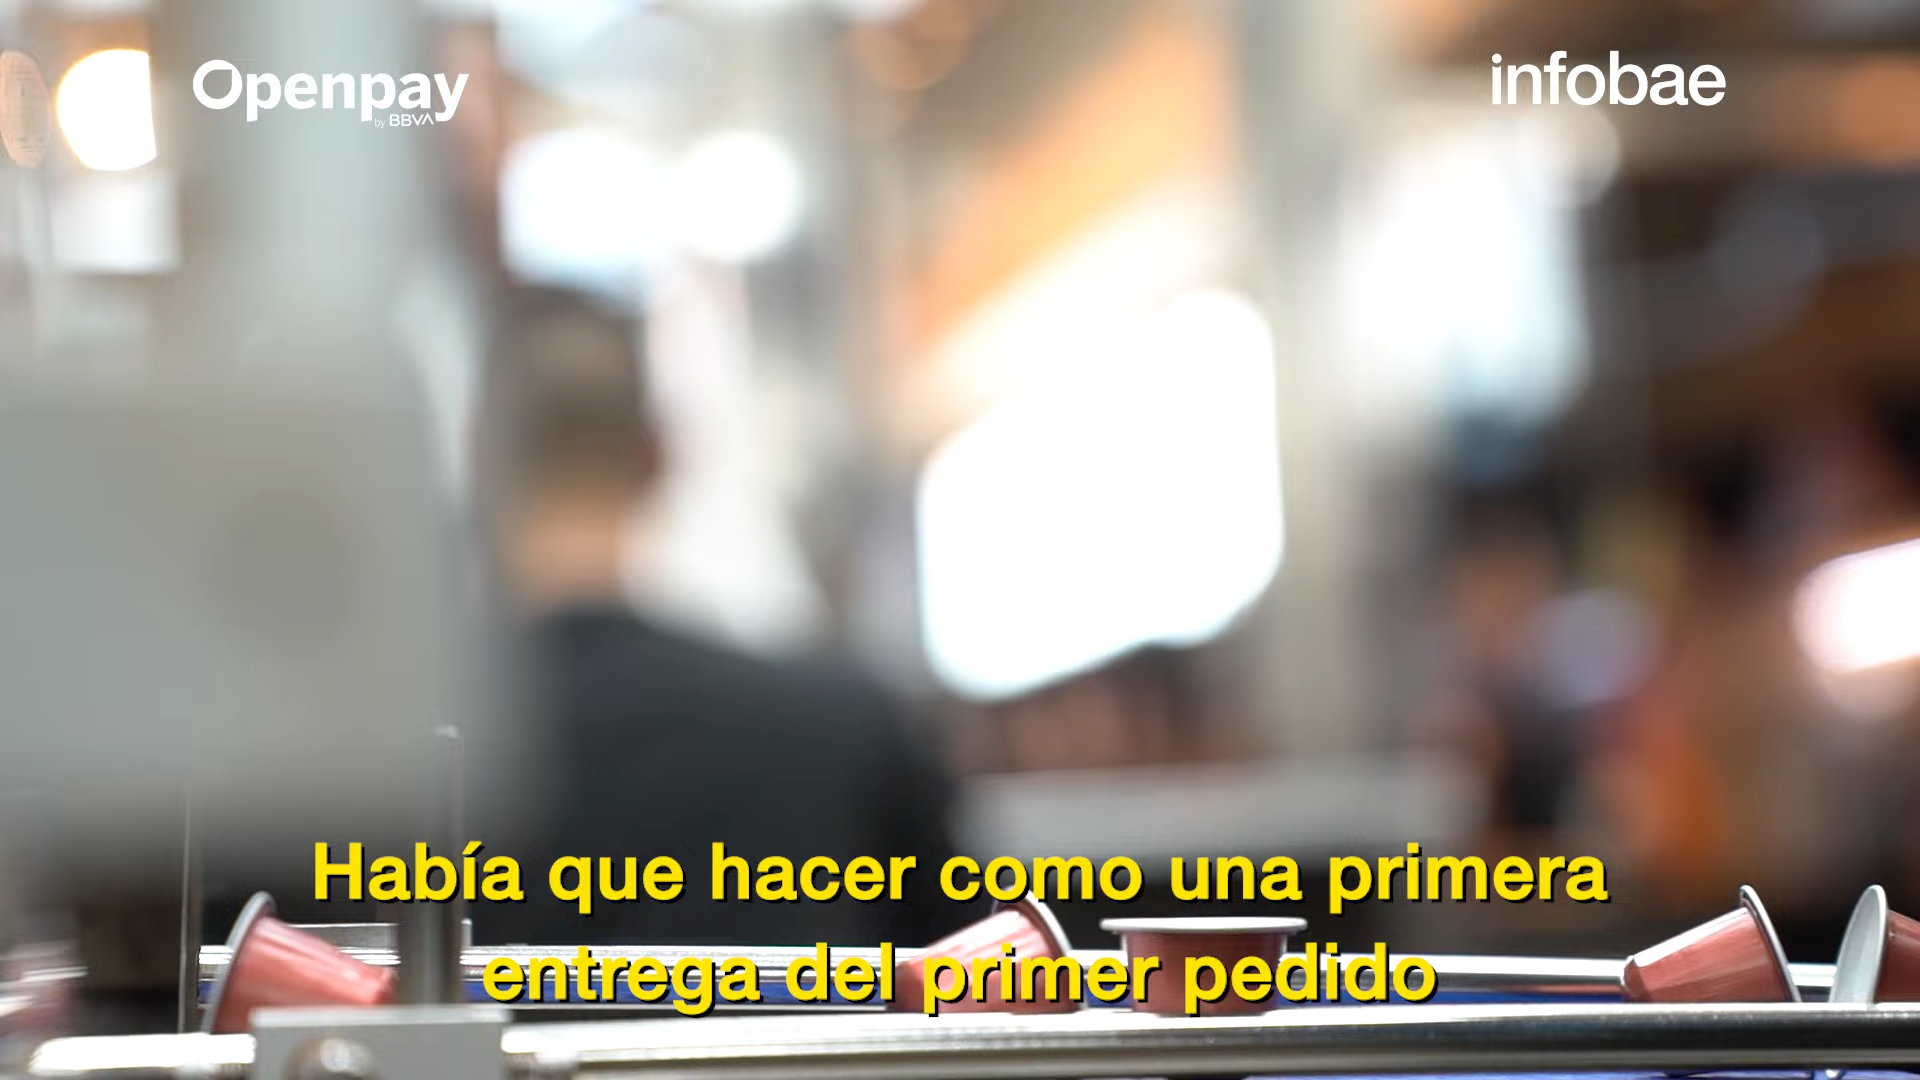 Openpay
by BBVA
infobae
Había que hacer como una primera
entrega del primer pedido